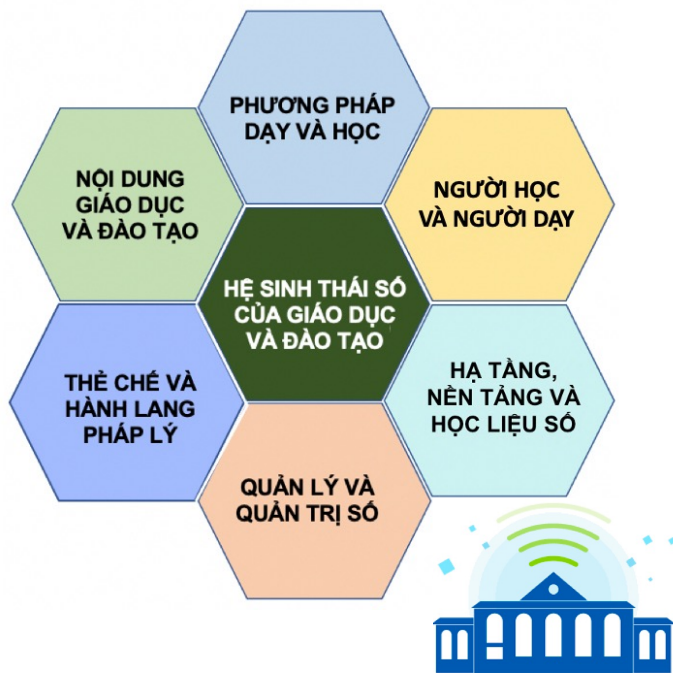 PHƯƠNG PHÁP
DẠY VÀ HỌC
NỘI DUNG
GIÁO DỤC
VÀ ĐÀO TẠO
NGƯỜI HỌC
VÀ NGƯỜI DẠY
HỆ SINH THÁI SỐ
CỦA GIÁO DỤC
VÀ ĐÀO TẠO
THẺ CHẾ VÀ
HÀNH LANG
PHÁP LÝ
HẠ TẦNG,
NỀN TẢNG VÀ
HỌC LIỆU SỐ
QUẢN LÝ VÀ
QUẢN TRỊ SỐ